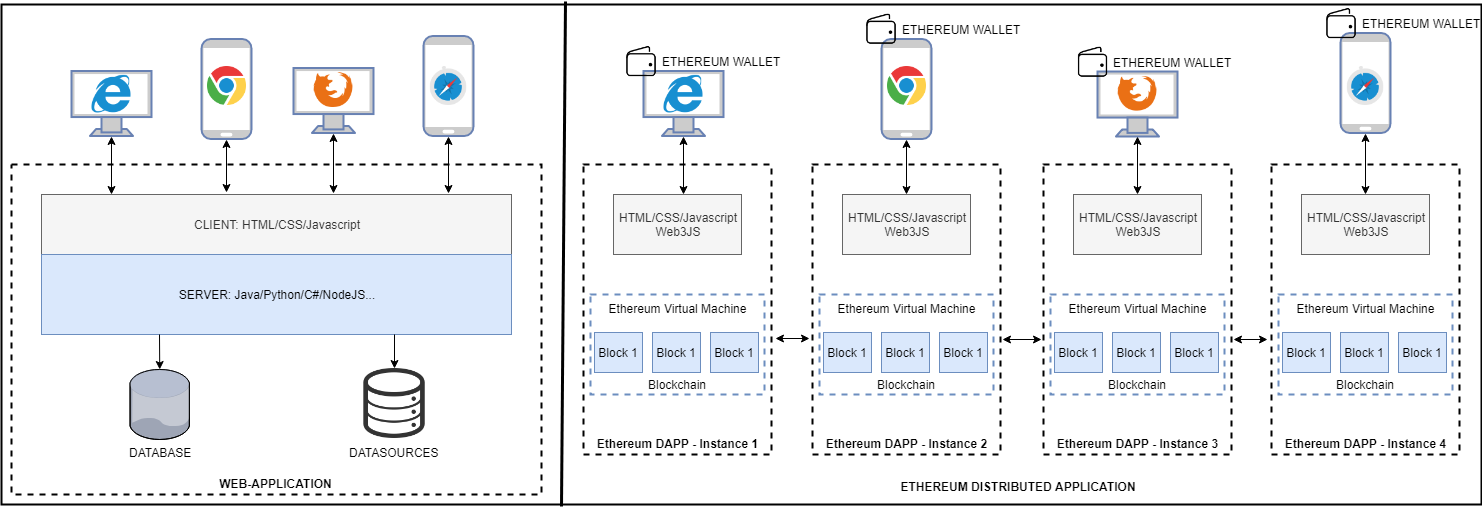 CLIENT: HTML/CSS/Javascript
SERVER: Java/Python/C#/NodeJS...
DATABASE
DATASOURCES
WEB-APPLICATION
ETHEREUM WALLET
ETHEREUM WALLET
ETHEREUM WALLET
ETHEREUM WALLET
HTML/CSS/Javascript
Web3JS
Ethereum Virtual Machine
Block 1 Block 1 Block 1
Blockchain
Ethereum DAPP - Instance 1
HTML/CSS/Javascript
Web3JS
Ethereum Virtual Machine
Block 1 Block 1 Block 1
Blockchain
Ethereum DAPP - Instance 2
HTML/CSS/Javascript
Web3JS
Ethereum Virtual Machine
Block 1 Block 1 Block 1
Blockchain
Ethereum DAPP - Instance 3
HTML/CSS/Javascript
Web3JS
Ethereum Virtual Machine
Block 1 Block 1 Block 1
Blockchain
Ethereum DAPP - Instance 4
ETHEREUM DISTRIBUTED APPLICATION